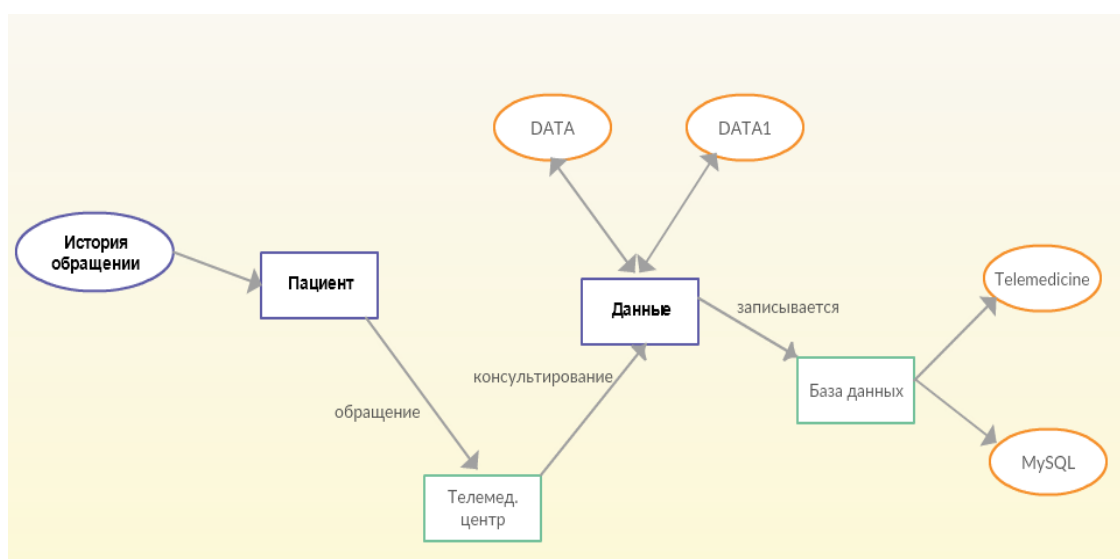 DATA
DATA1
История
обращении
Пациент
Данные
записывается
Telemedicine
консультирование
База данных
обращение
MySQL
Телемед.
центр